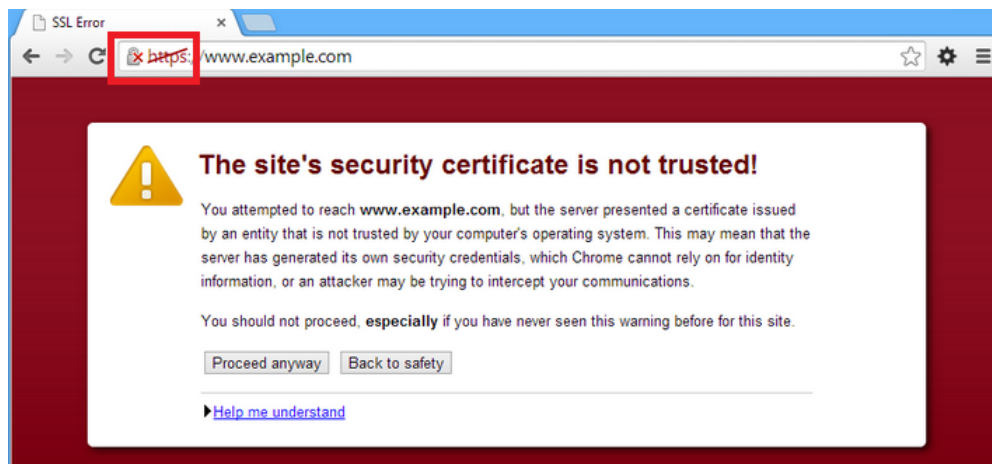 SSL Error
https://www.example.com
The site's security certificate is not trusted!
You attempted to reach www.example.com, but the server presented a certificate issued
by an entity that is not trusted by your computer's operating system. This may mean that the
server has generated its own security credentials, which Chrome cannot rely on for identity
information, or an attacker may be trying to intercept your communications.
You should not proceed, especially if you have never seen this warning before for this site.
Proceed anyway Back to safety
Help me understand